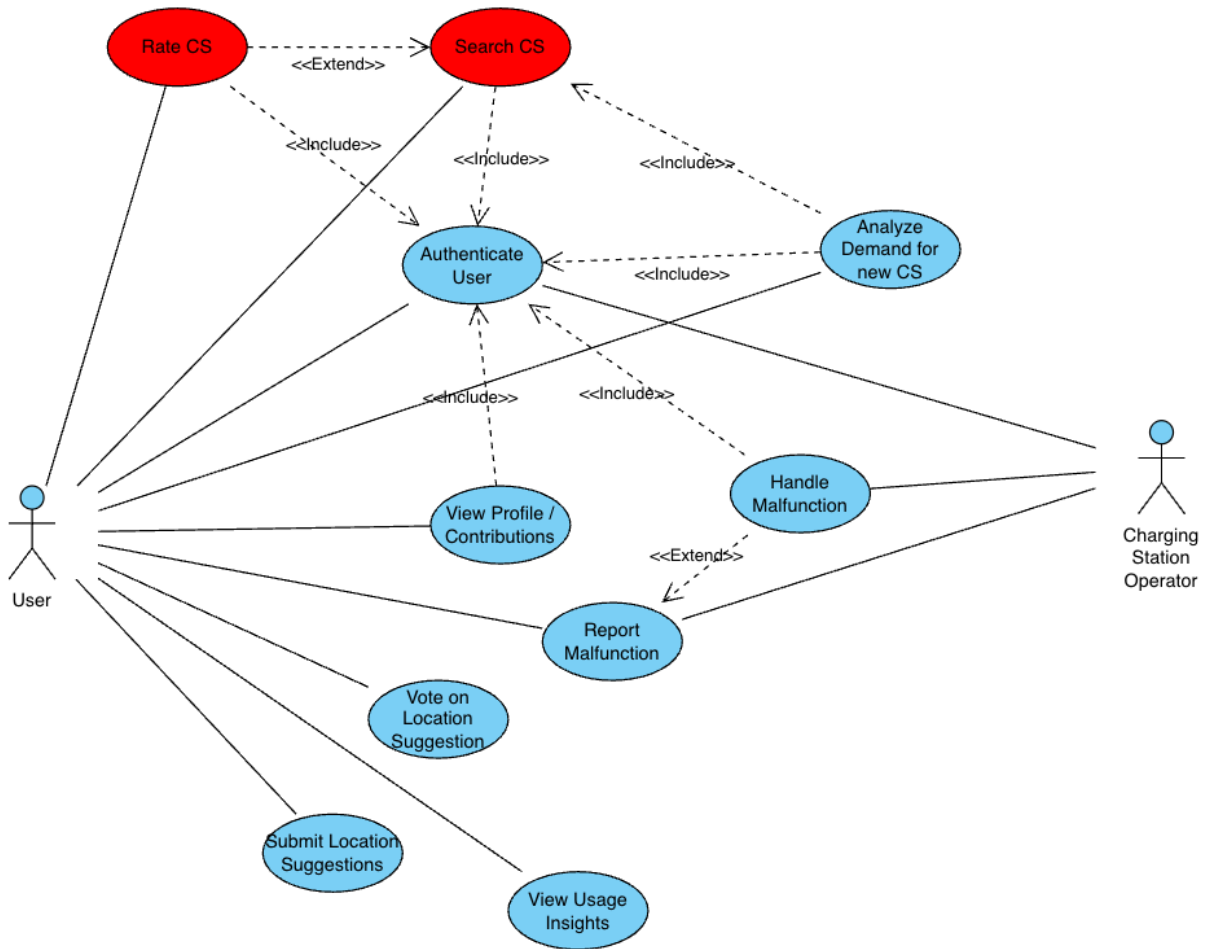 Rate CS
Search CS
<<Extend>>
<<Include>>
<<Include>>
<<Include>>
Analyze
Demand for
new CS
Authenticate
User
<<Include>>
<<Include>>
<<Include>>
Handle
Malfunction
View Profile /
Contributions
<<Extend>>
Charging
Station
Operator
User
Report
Malfunction
Vote on
Location
Suggestion
Submit Location
Suggestions
View Usage
Insights